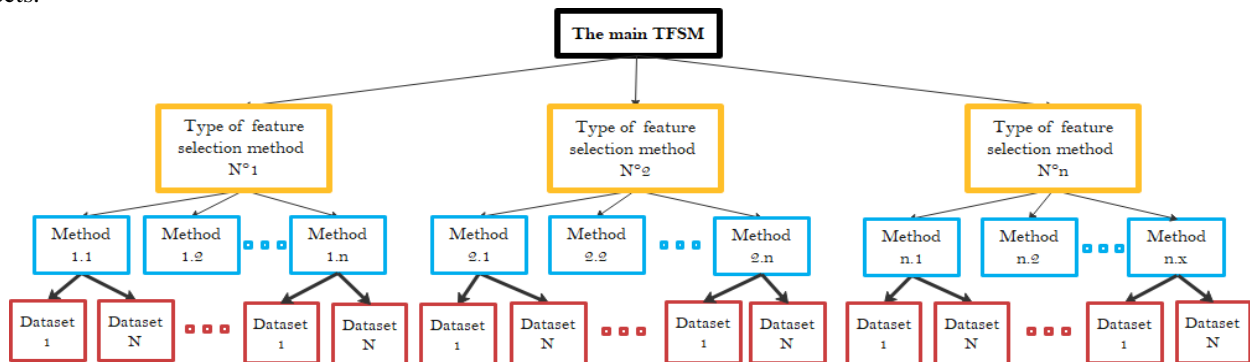 The main TFSM
Type of feature
selection method
N°1
Type of feature
selection method
N°2
Type of feature
selection method
N°n
Method
1.1
Method
1.2
Method
1.n
Method
2.1
Method
2.2
Method
2.n
Method
n.1
Method
n.2
Method
n.x
Dataset
1
Dataset
N
Dataset
1
Dataset
N
Dataset
1
Dataset
N
Dataset
1
Dataset
N
Dataset
1
Dataset
N
Dataset
1
Dataset
N